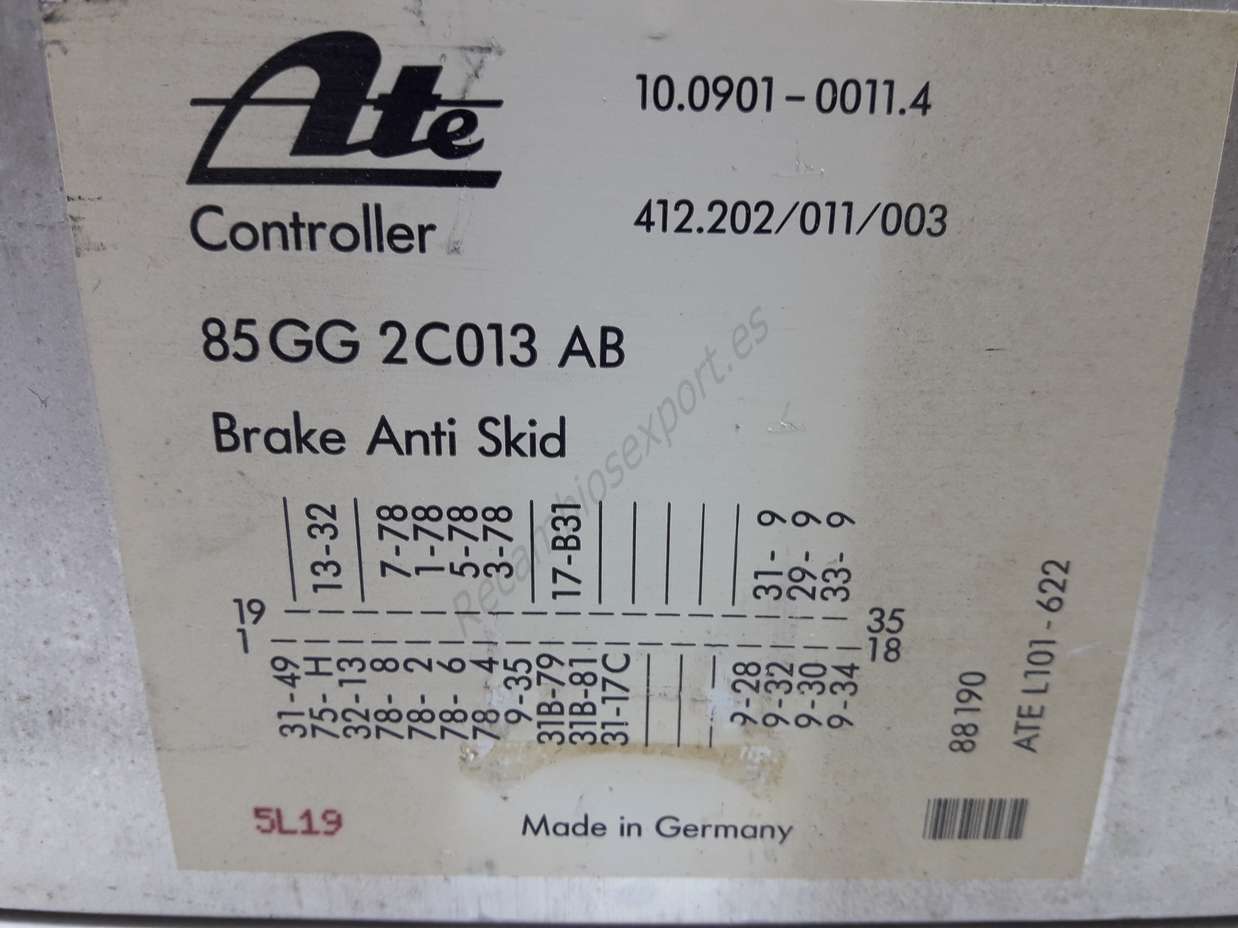 Ate
10.0901-0011.4
Controller
412.202/011/003
85GG 2C013 AB
Brake Anti Skid
13-32
7-78
1-78
5-78
3-78
17-B31
31- 9
29- 9
33- 9
19
35
1
18
31-49
75- H
32-13
78- 8
78- 2
78- 6
78- 4
9-35
31B-79
31B-81
31-17C
9-28
9-32
9-30
9-34
88190
ATE L101-622
5L19
Made in Germany
Recambiosexport.es